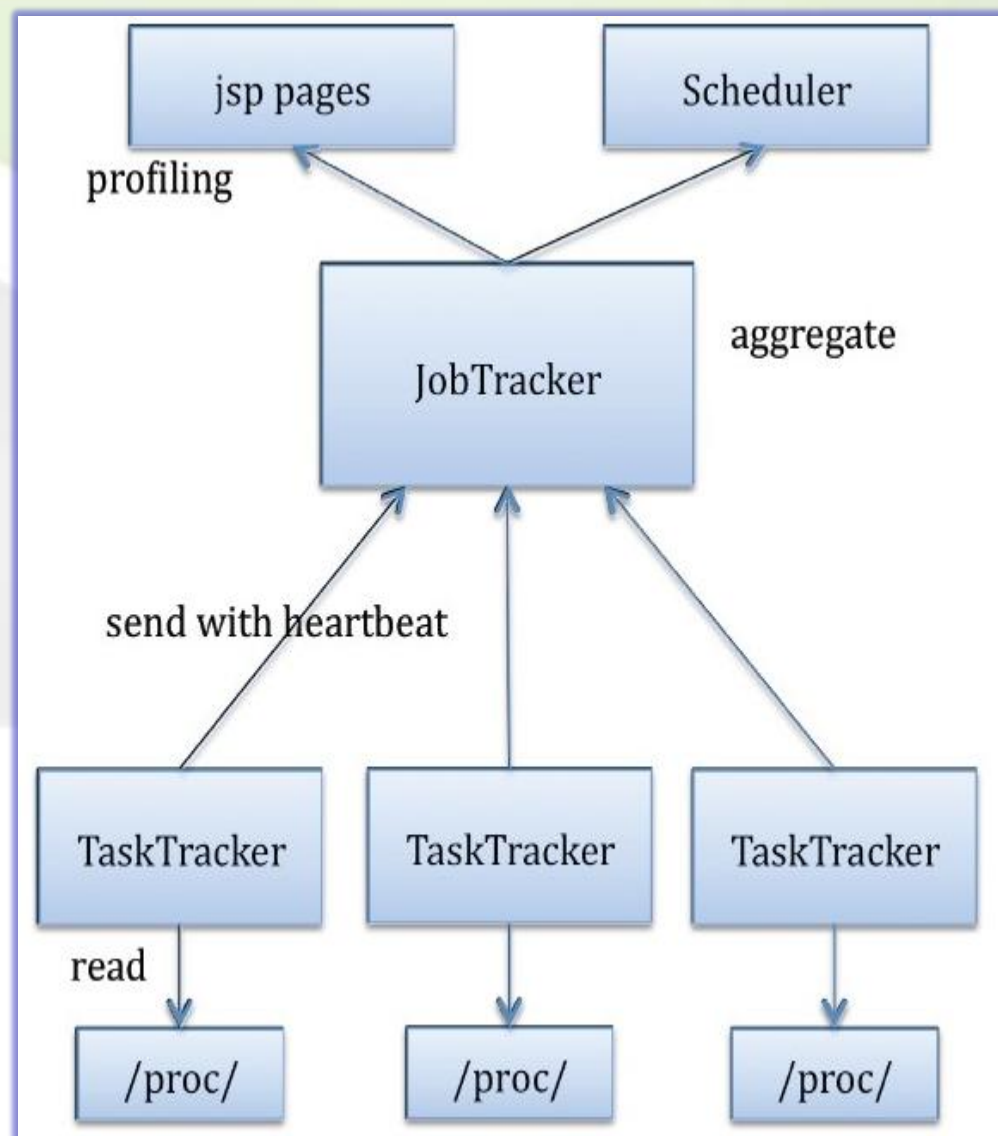 jsp pages
Scheduler
profiling
aggregate
JobTracker
send with heartbeat
TaskTracker
TaskTracker
TaskTracker
read
/proc/
/proc/
/proc/